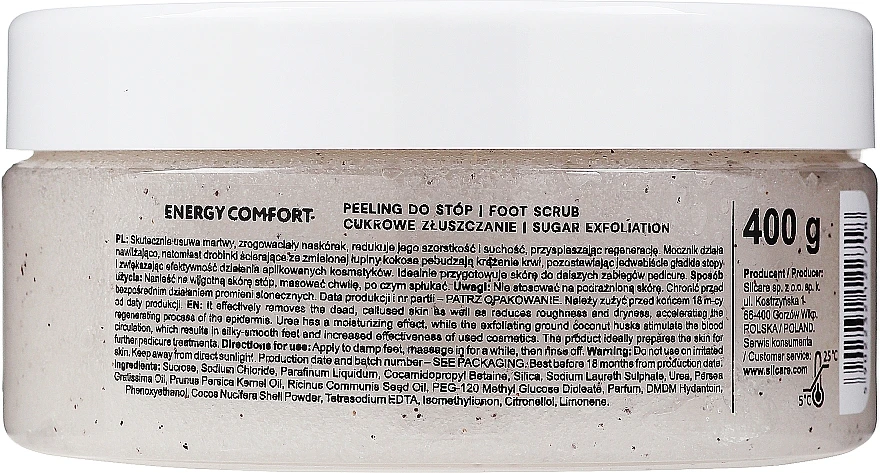 ENERGY COMFORT
PEELING DO STÓP | FOOT SCRUB
CUKROWE ZŁUSZCZANIE | SUGAR EXFOLIATION
400 g
PL: Skutecznie usuwa martwy, zrogowaciały naskórek, redukuje jego szorstkość i suchość, przyspieszając regenerację. Mocznik działa
nawilżająco, natomiast drobinki ścierające ze zmielonej łupiny kokosa pobudzają krążenie krwi, pozostawiając jedwabiście gładkie stopy
i zwiększając efektywność działania aplikowanych kosmetyków. Idealnie przygotowuje skórę do dalszych zabiegów pedicure. Sposób
użycia: Nanieść na wilgotną skórę stóp, masować chwilę, po czym spłukać. Uwagi: Nie stosować na podrażnioną skórę. Chronić przed
bezpośrednim działaniem promieni słonecznych. Data produkcji i nr partii – PATRZ OPAKOWANIE. Należy zużyć przed końcem 18 m-cy
od daty produkcji. EN: It effectively removes the dead, callused skin as well as reduces roughness and dryness, accelerating the
regenerating process of the epidermis. Urea has a moisturizing effect, while the exfoliating ground coconut husks stimulate the blood
circulation, which results in silky-smooth feet and increased effectiveness of used cosmetics. The product ideally prepares the skin for
further pedicure treatments. Directions for use: Apply to damp feet, massage in for a while, then rinse off. Warning: Do not use on irritated
skin. Keep away from direct sunlight. Production date and batch number – SEE PACKAGING. Best before 18 months from production date.
Ingredients: Sucrose, Sodium Chloride, Parafinum Liquidum, Cocamidopropyl Betaine, Silica, Sodium Laureth Sulphate, Urea, Persea
Gratissima Oil, Prunus Persica Kernel Oil, Ricinus Communis Seed Oil, PEG-120 Methyl Glucose Dioleate, Parfum, DMDM Hydantoin,
Phenoxyethanol, Cocos Nucifera Shell Powder, Tetrasodium EDTA, Isomethylionon, Citronellol, Limonene.
Producent / Producer:
Silcare sp. z o.o. sp. k.
ul. Kostrzyńska 1
66-400 Gorzów Wlkp.
POLSKA/ POLAND.
Serwis konsumenta
/ Customer service:
www.silcare.com
25°C
5°C